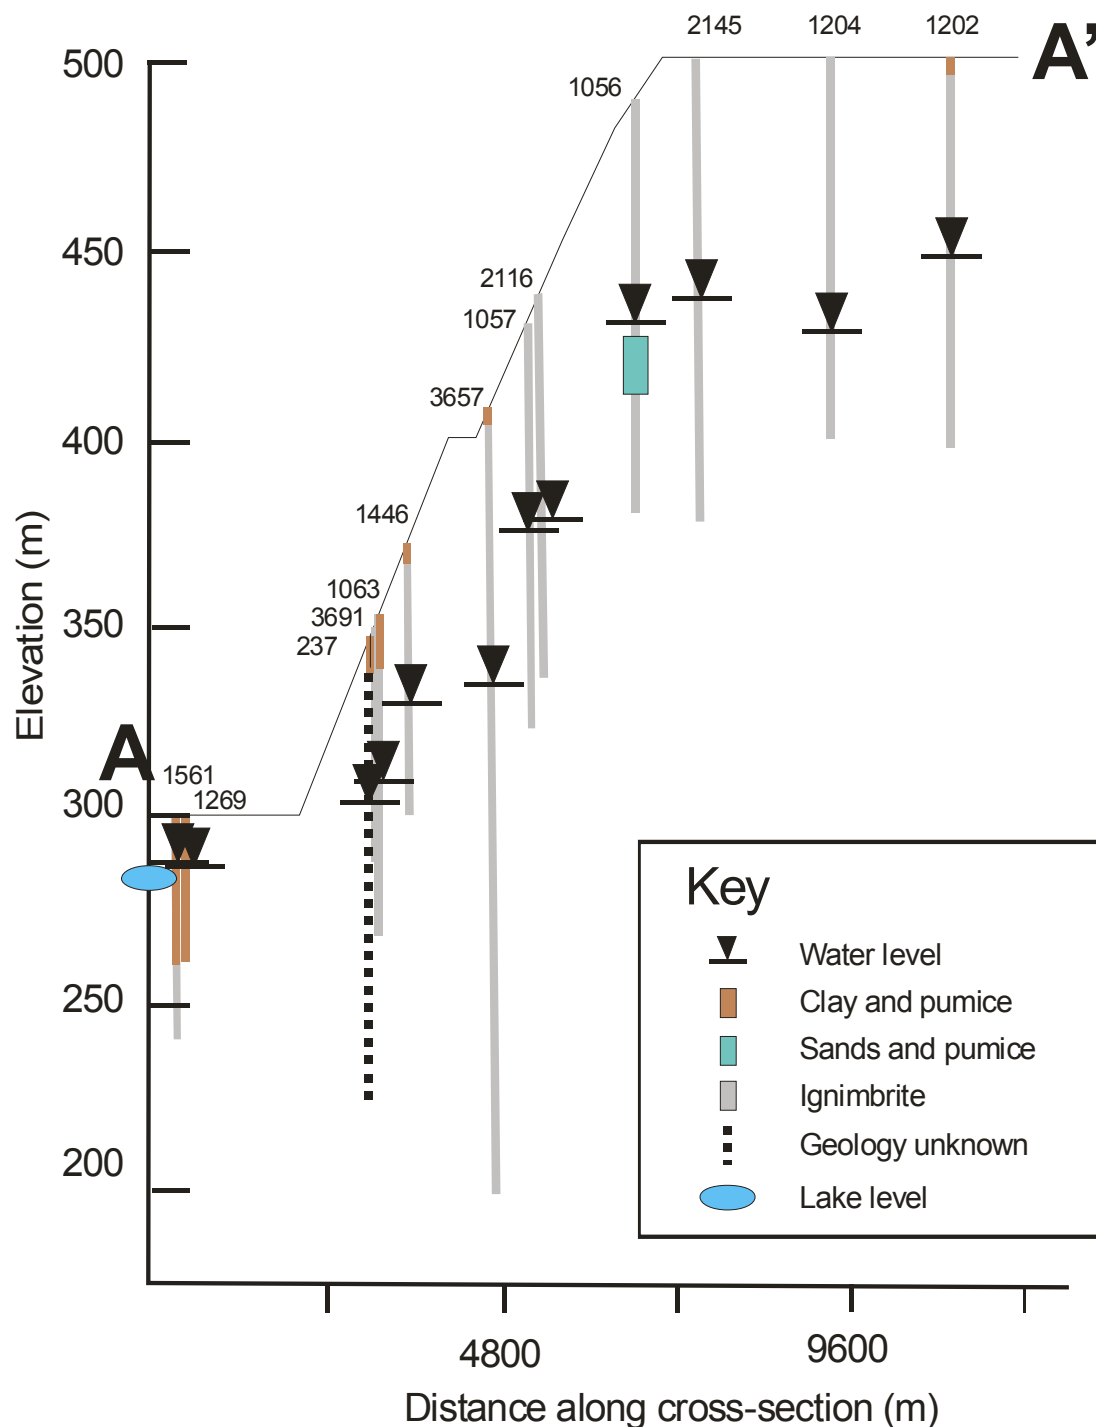 2145 1204 1202
A’
500
1056
450
2116
1057
3657
400
1446
1063
350
3691
237
Elevation (m)
A
1561
300
1269
Key
Water level
250
Clay and pumice
Sands and pumice
Ignimbrite
200
Geology unknown
Lake level
4800 9600
Distance along cross-section (m)